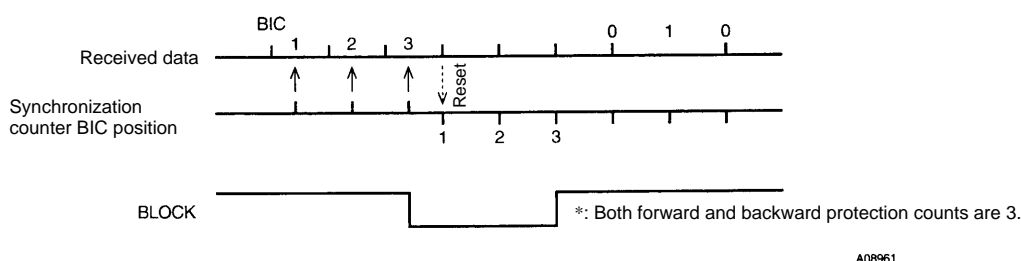 BIC
1 2 3 0 1 0
Received data
Reset
Synchronization
counter BIC position
1 2 3
BLOCK
*: Both forward and backward protection counts are 3.
A08961